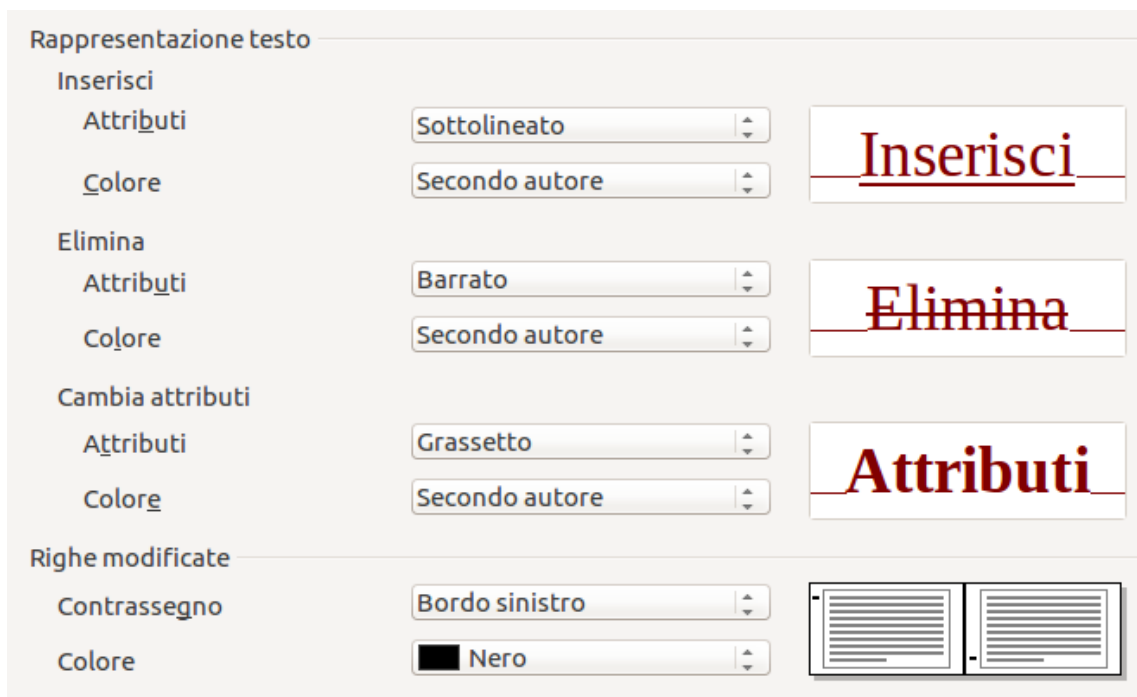 Rappresentazione testo
Inserisci
Attributi Sottolineato
Inserisci
Colore Secondo autore
Elimina
Attributi Barrato
Elimina
Colore Secondo autore
Cambia attributi
Attributi Grassetto
Attributi
Colore Secondo autore
Righe modificate
Contrassegno Bordo sinistro
Colore Nero